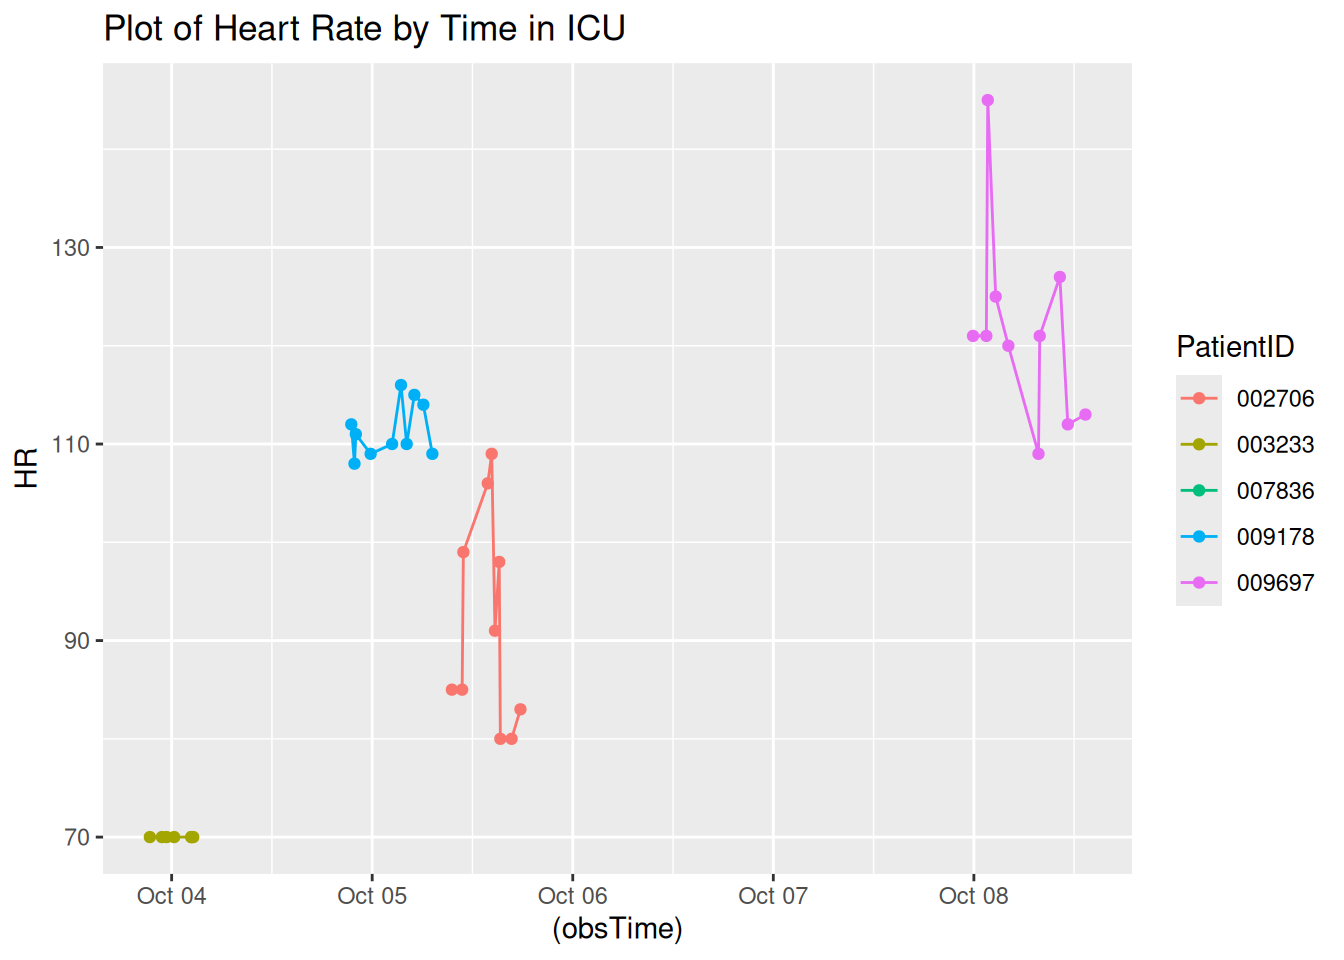 Plot of Heart Rate by Time in ICU
HR
130
110
90
70
Oct 04
Oct 05
Oct 06
Oct 07
Oct 08
(obsTime)
PatientID
002706
003233
007836
009178
009697